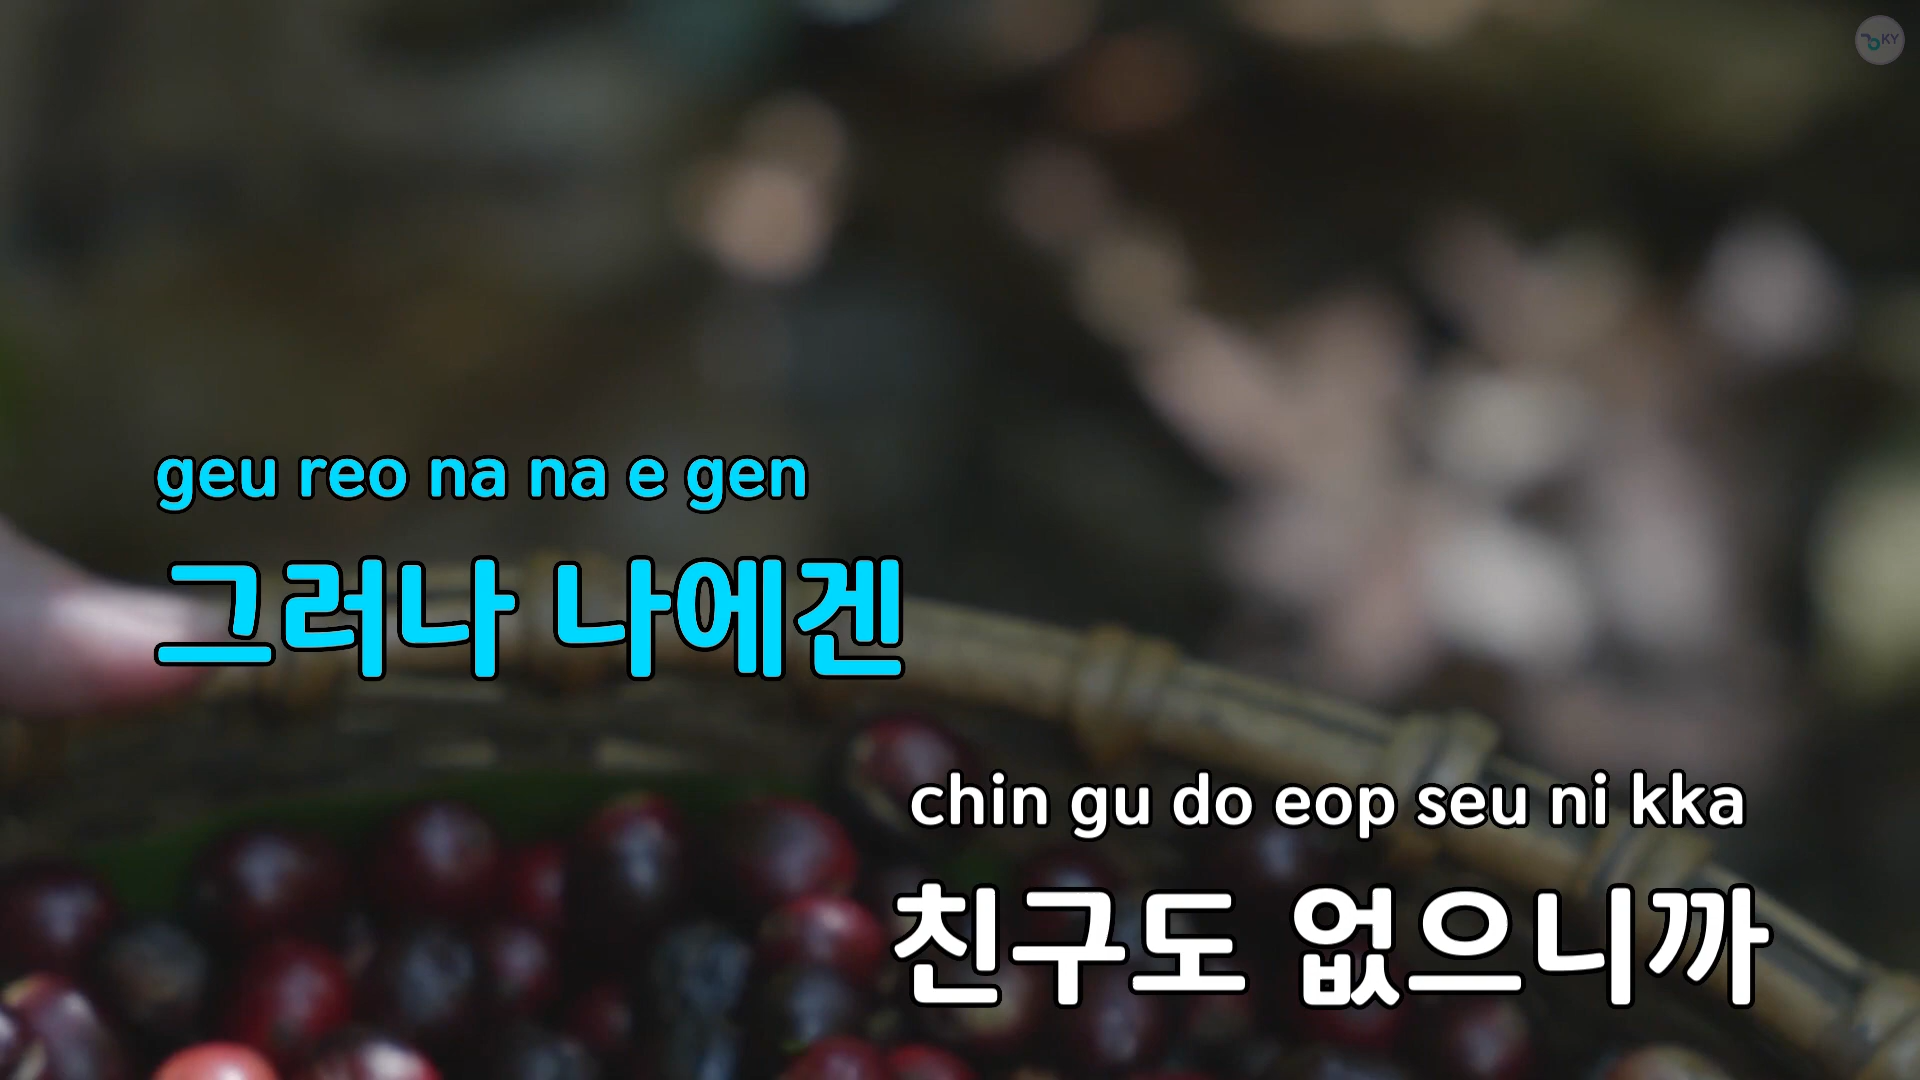 KY
geu reo na na e gen
그러나 나에겐
chin gu do eop seu ni kka
친구도 없으니까